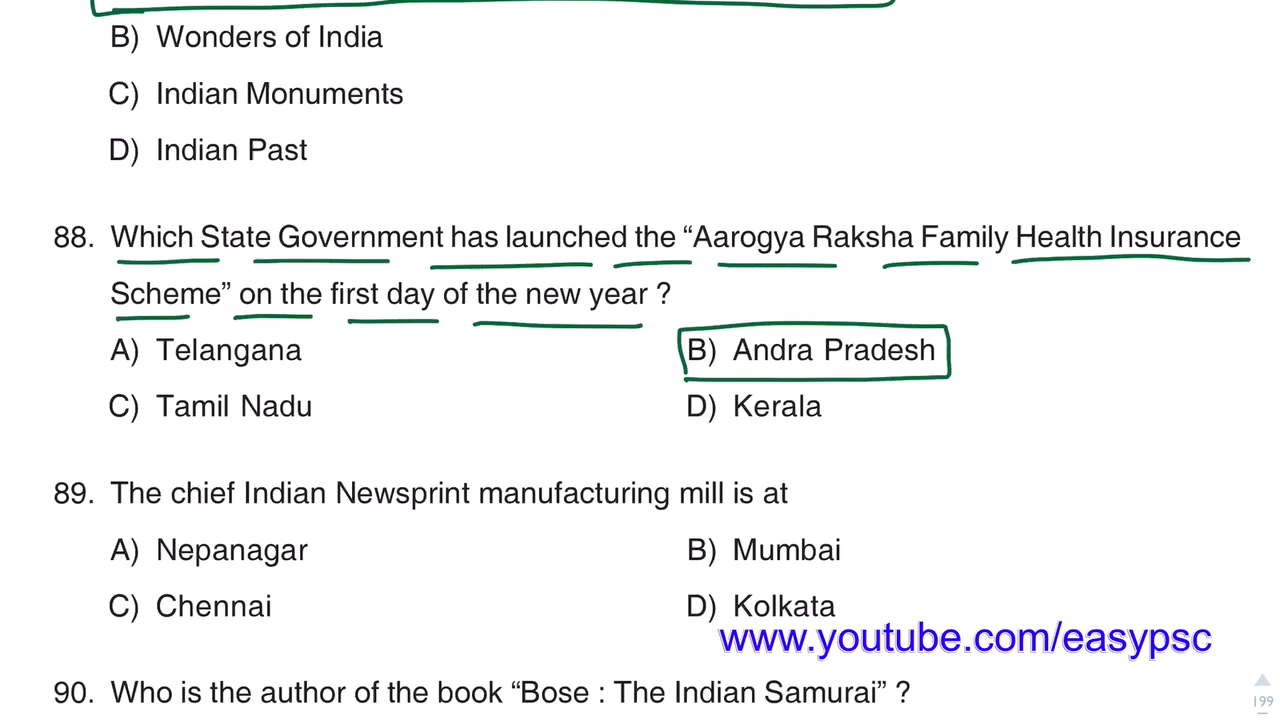 B) Wonders of India
C) Indian Monuments
D) Indian Past
88. Which State Government has launched the “Aarogya Raksha Family Health Insurance
Scheme” on the first day of the new year ?
A) Telangana B) Andra Pradesh
C) Tamil Nadu D) Kerala
89. The chief Indian Newsprint manufacturing mill is at
A) Nepanagar B) Mumbai
C) Chennai D) Kolkata
www.youtube.com/easypsc
90. Who is the author of the book “Bose : The Indian Samurai” ?
199